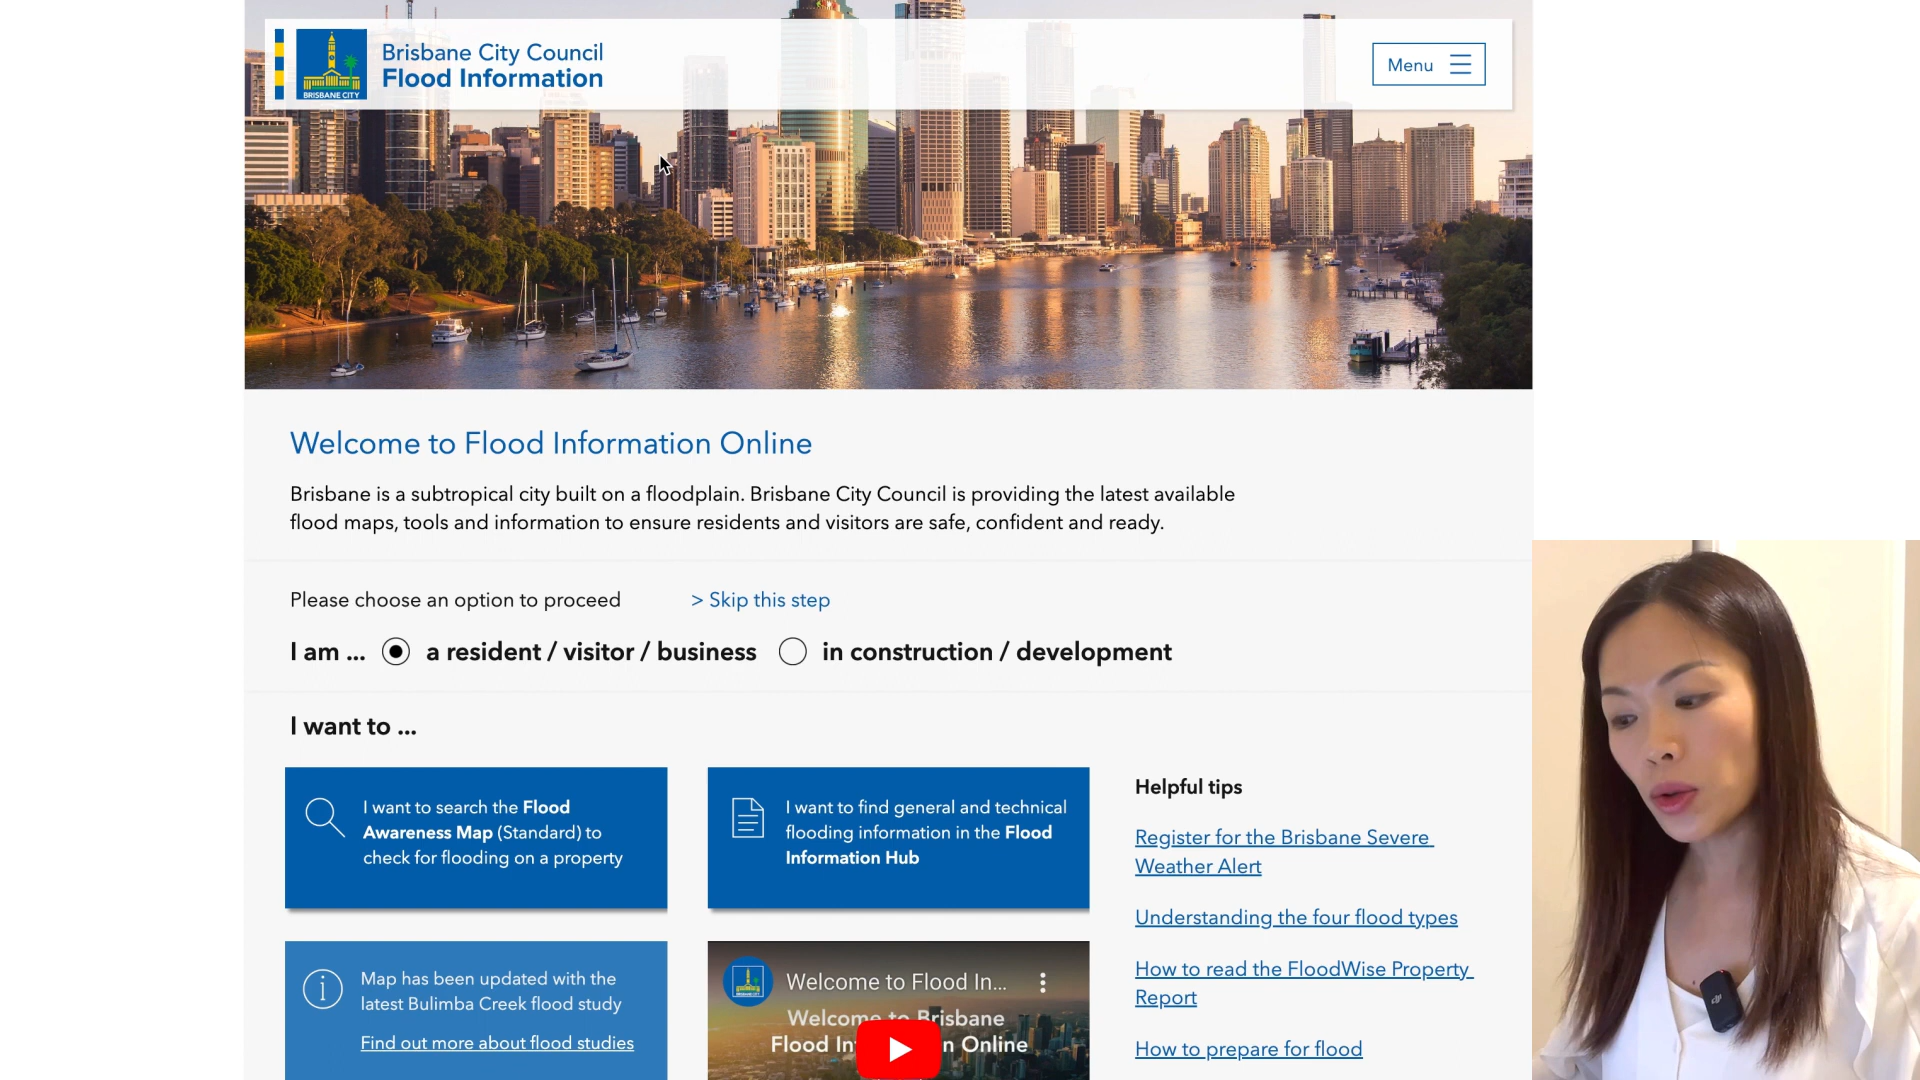 Brisbane City Council
Flood Information
BRISBANE CITY
Menu
Welcome to Flood Information Online
Brisbane is a subtropical city built on a floodplain. Brisbane City Council is providing the latest available
flood maps, tools and information to ensure residents and visitors are safe, confident and ready.
Please choose an option to proceed
> Skip this step
I am ...
a resident / visitor / business
in construction / development
I want to ...
I want to search the Flood
Awareness Map (Standard) to
check for flooding on a property
I want to find general and technical
flooding information in the Flood
Information Hub
Map has been updated with the
latest Bulimba Creek flood study
Find out more about flood studies
Welcome to Flood In...
Welcome to Brisbane
Flood In n Online
Helpful tips
Register for the Brisbane Severe
Weather Alert
Understanding the four flood types
How to read the FloodWise Property
Report
How to prepare for flood